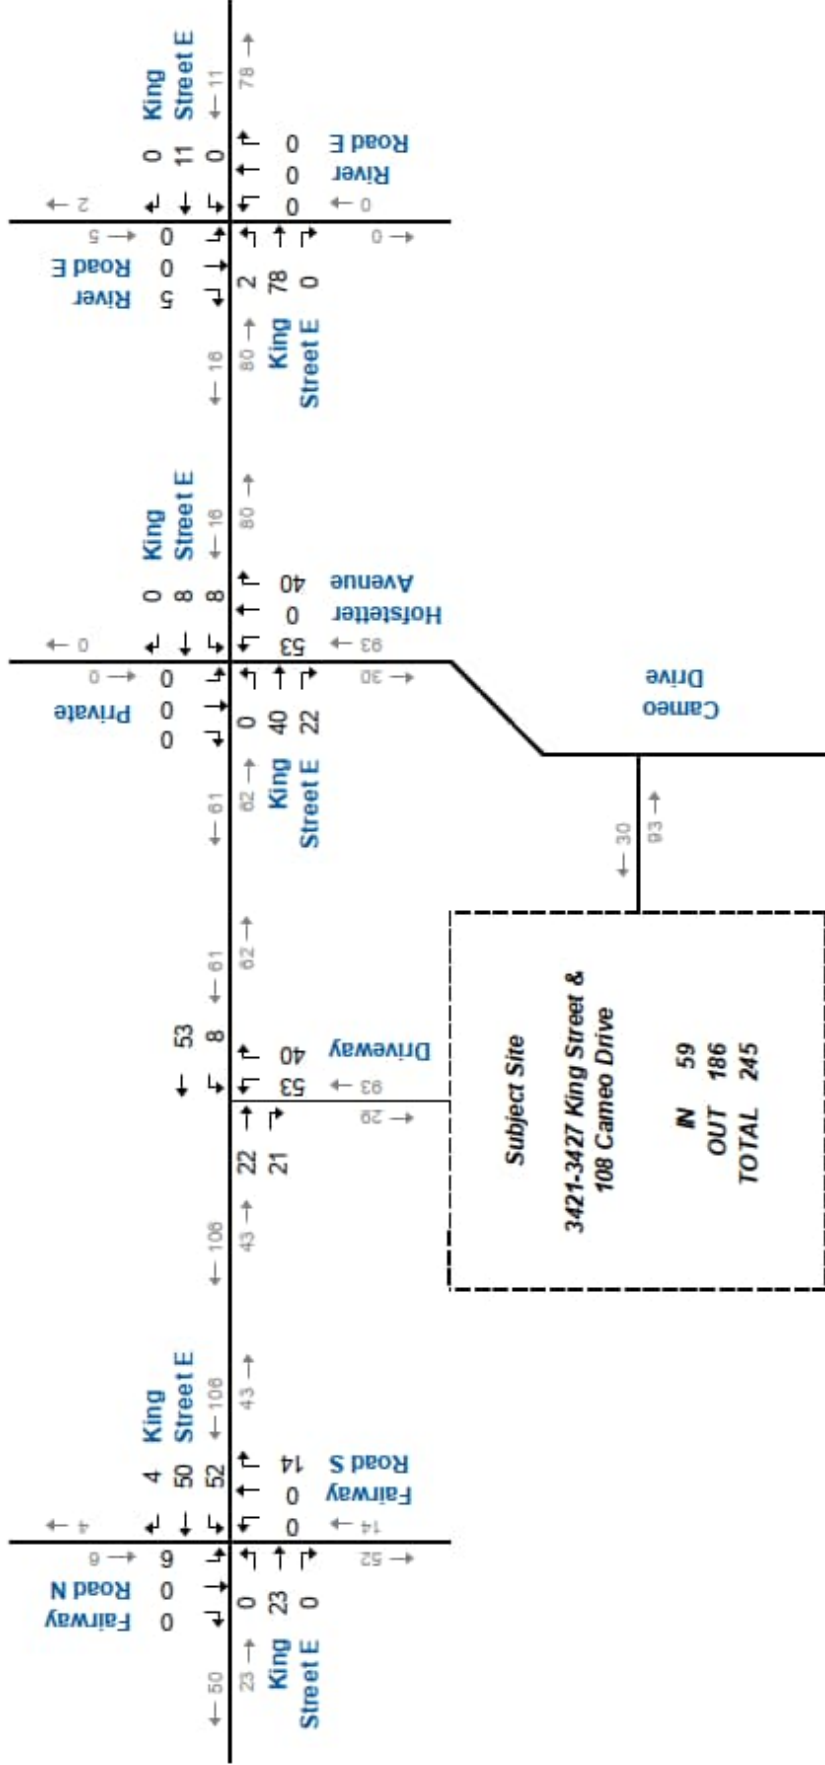 King
Street E
0
11
0
← 11
78 →
← 2
5 →
River
Road E
5
0
0
0
0
0
River
Road E
← 0
0 →
2
78
0
King
Street E
← 16
80 →
King
Street E
0
8
8
← 16
80 →
← 0
0 →
Private
0
0
0
53
0
40
Hofstetter
Avenue
← 93
30 →
0
40
22
King
Street E
← 61
62 →
Cameo
Drive
← 30
93 →
← 61
62 →
53
8
53
40
Driveway
← 93
29 →
22
21
← 106
43 →
Subject Site
3421-3427 King Street &
108 Cameo Drive
IN 59
OUT 186
TOTAL 245
King
Street E
4
50
52
← 106
43 →
← 4
6 →
Fairway
Road N
0
0
6
0
0
14
Fairway
Road S
← 14
52 →
0
23
0
King
Street E
← 50
23 →